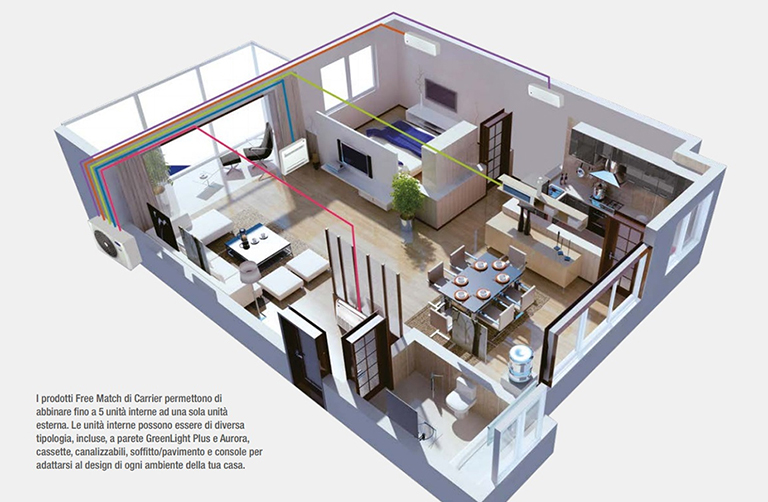 I prodotti Free Match di Carrier permettono di
abbinare fino a 5 unità interne ad una sola unità
esterna. Le unità interne possono essere di diversa
tipologia, incluse, a parete GreenLight Plus e Aurora,
cassette, canalizzabili, soffitto/pavimento e console per
adattarsi al design di ogni ambiente della tua casa.